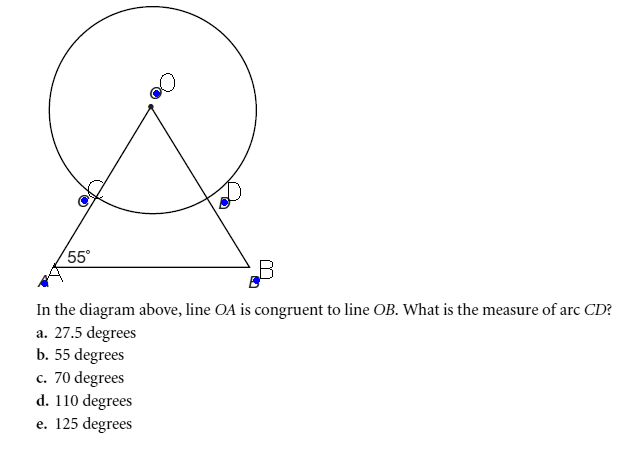 O
C
D
55°
A
B
In the diagram above, line OA is congruent to line OB. What is the measure of arc CD?
a. 27.5 degrees
b. 55 degrees
c. 70 degrees
d. 110 degrees
e. 125 degrees